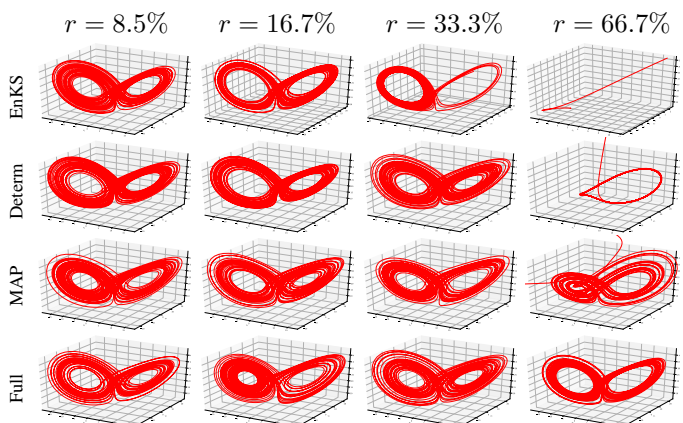 r = 8.5%
r = 16.7%
r = 33.3%
r = 66.7%
EnKS
Determ
MAP
Full